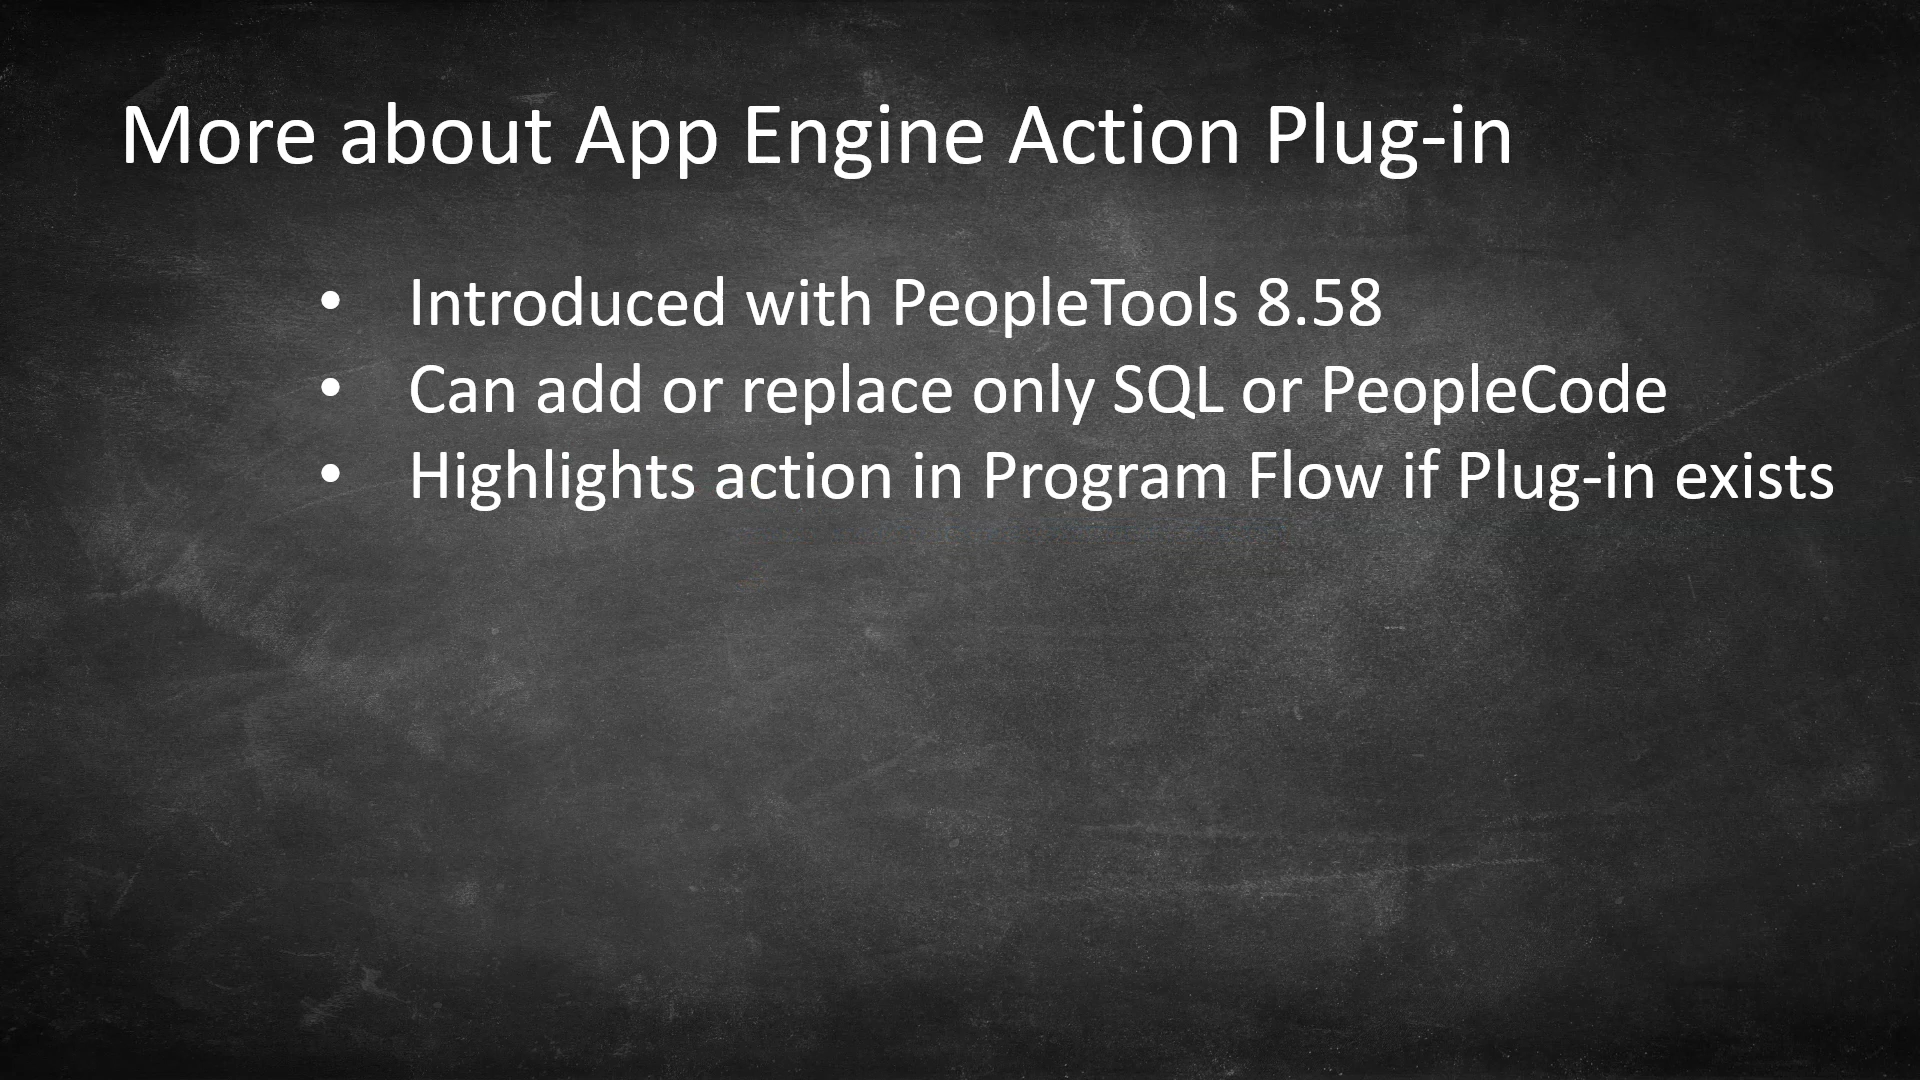 More about App Engine Action Plug-in
• Introduced with PeopleTools 8.58
• Can add or replace only SQL or PeopleCode
• Highlights action in Program Flow if Plug-in exists